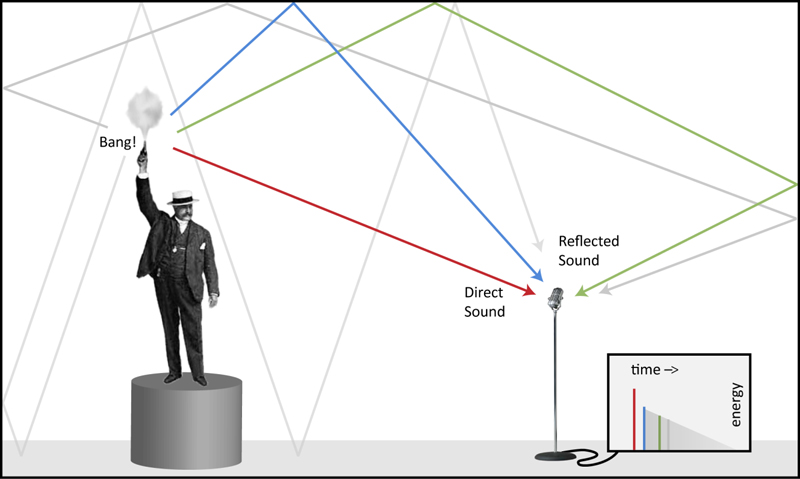 Bang!
Reflected
Sound
Direct
Sound
time –>
energy